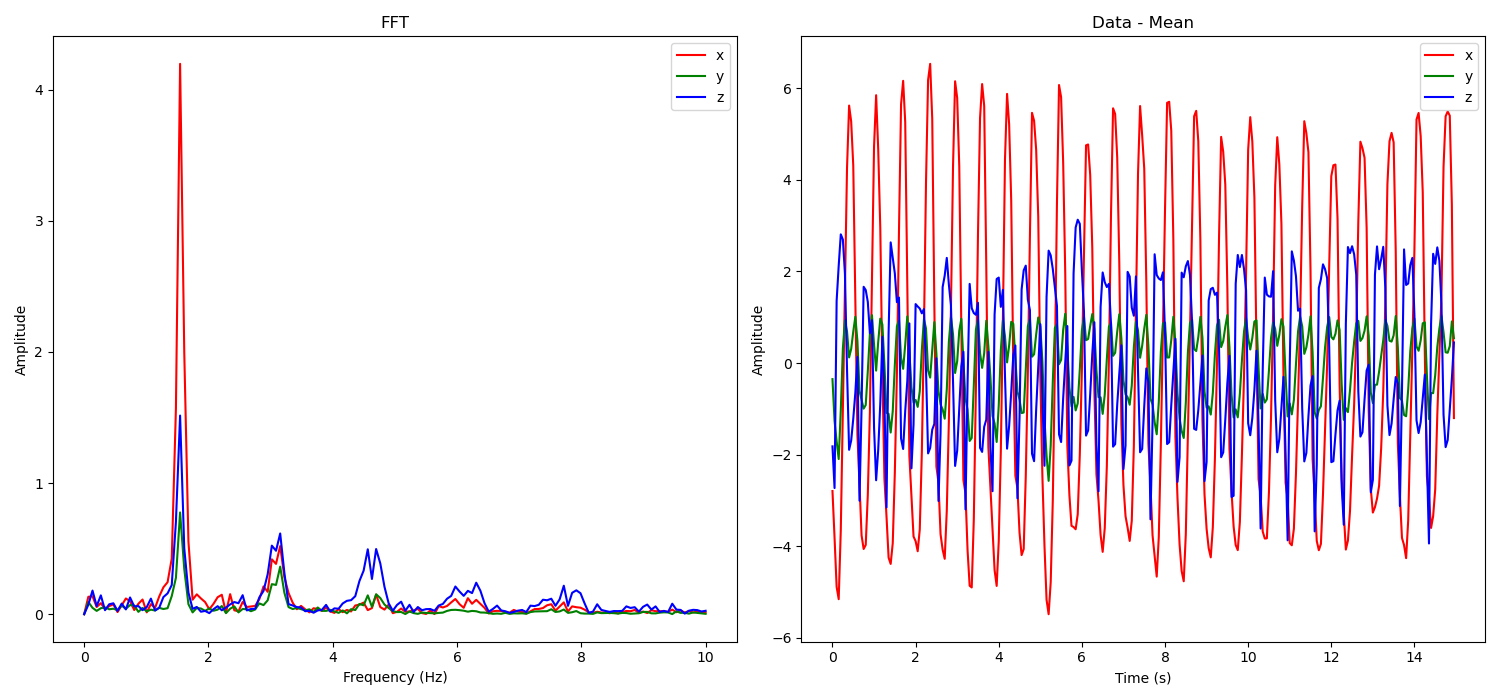 FFT
Amplitude
4
3
2
1
0
0 2 4 6 8 10
Frequency (Hz)
x
y
z
Data - Mean
Amplitude
6
4
2
0
−2
−4
−6
0 2 4 6 8 10 12 14
Time (s)
x
y
z